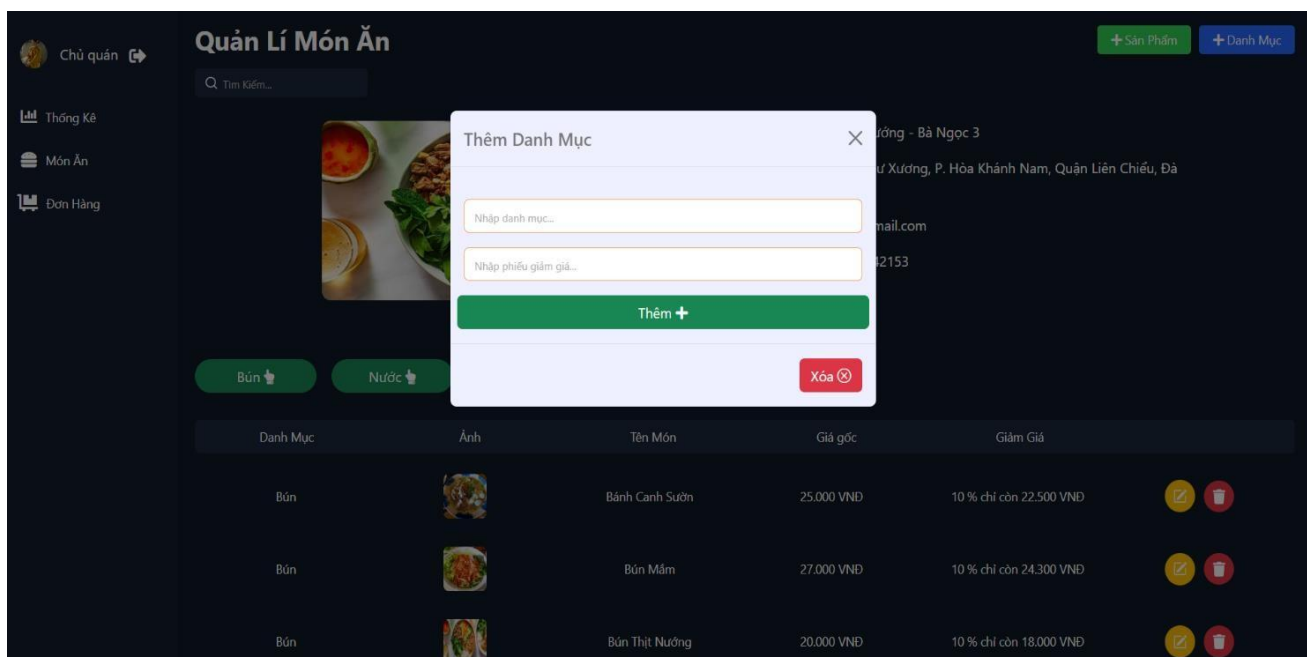 Chủ quán
Thống Kê
Món Ăn
Đơn Hàng
Quản Lí Món Ăn
+ Sản Phẩm
+ Danh Mục
Tìm Kiếm...
ướng - Bà Ngọc 3
ư Xương, P. Hòa Khánh Nam, Quận Liên Chiểu, Đà
mail.com
42153
Thêm Danh Mục
Nhập danh mục...
Nhập phiếu giảm giá...
Thêm +
Xóa
Bún
Nước
Danh Mục Ảnh Tên Món Giá gốc Giảm Giá
Bún Bánh Canh Sườn 25.000 VNĐ 10 % chỉ còn 22.500 VNĐ
Bún Bún Mắm 27.000 VNĐ 10 % chỉ còn 24.300 VNĐ
Bún Bún Thịt Nướng 20.000 VNĐ 10 % chỉ còn 18.000 VNĐ